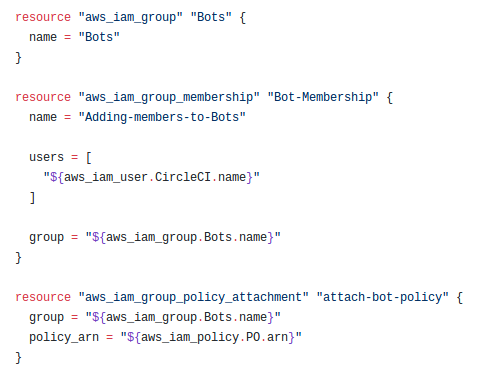 resource "aws_iam_group" "Bots" {
  name = "Bots"
}

resource "aws_iam_group_membership" "Bot-Membership" {
  name = "Adding-members-to-Bots"

  users = [
    "${aws_iam_user.CircleCI.name}"
  ]

  group = "${aws_iam_group.Bots.name}"
}

resource "aws_iam_group_policy_attachment" "attach-bot-policy" {
  group = "${aws_iam_group.Bots.name}"
  policy_arn = "${aws_iam_policy.PO.arn}"
}